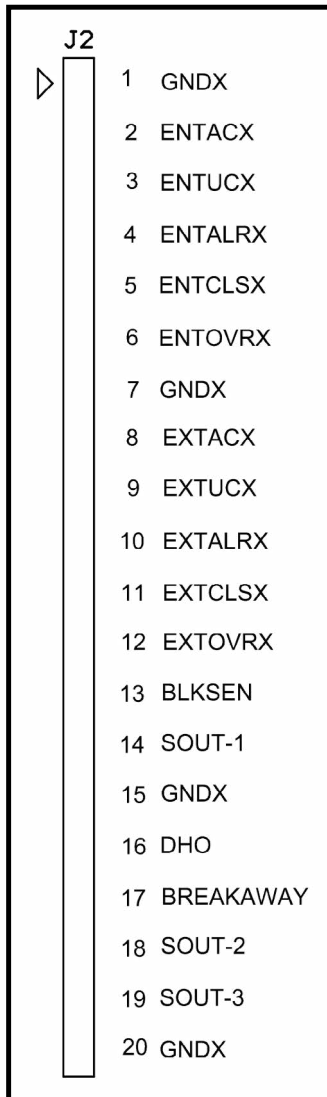 J2
1 GNDX
2 ENTACX
3 ENTUCX
4 ENTALRX
5 ENTCLSX
6 ENTOVRX
7 GNDX
8 EXTACX
9 EXTUCX
10 EXTALRX
11 EXTCLSX
12 EXTOVRX
13 BLKSEN
14 SOUT-1
15 GNDX
16 DHO
17 BREAKAWAY
18 SOUT-2
19 SOUT-3
20 GNDX